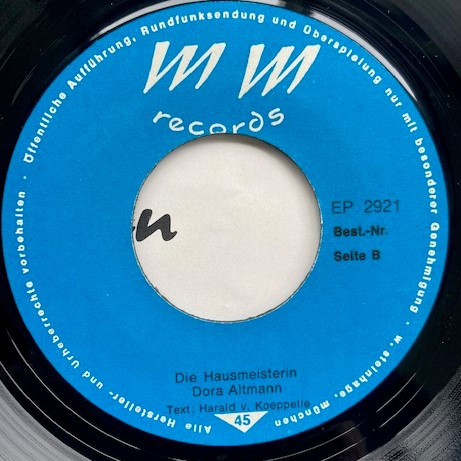 Alle Hersteller- und Urheberrechte vorbehalten · Öffentliche Aufführung, Rundfunksendung und Überspielung nur mit besonderer Genehmigung · w. steinhage, münchen
mm
records
EP 2921
Best.-Nr.
Seite B
Die Hausmeisterin
Dora Altmann
Text: Harald v. Koeppelle
45